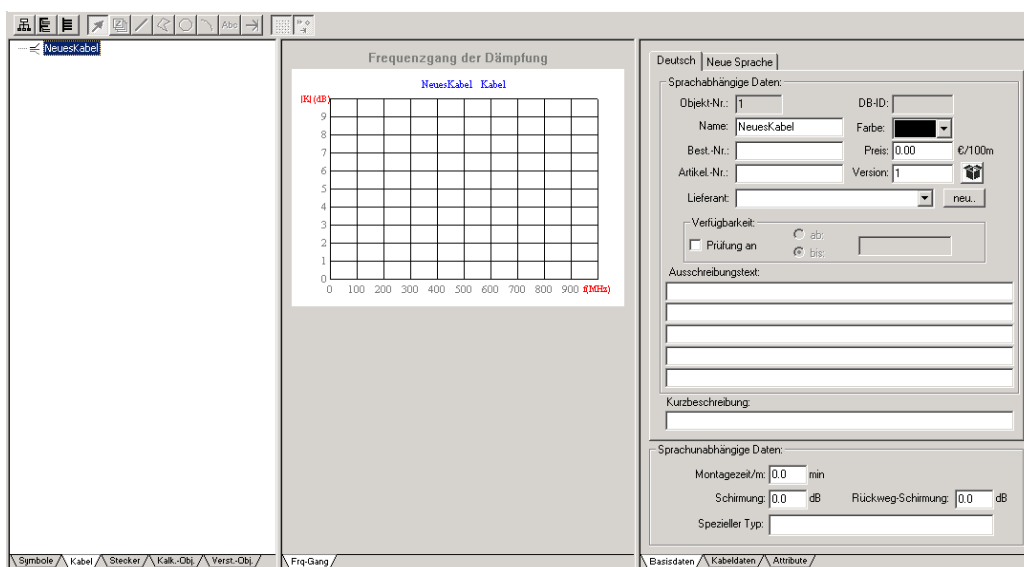 Abc
NeuesKabel
Symbole
Kabel
Stecker
Kalk.-Obj.
Verst.-Obj.
Frequenzgang der Dämpfung
NeuesKabel Kabel
|K|(dB)
9
8
7
6
5
4
3
2
1
0
0 100 200 300 400 500 600 700 800 900 f(MHz)
Frq-Gang
Deutsch Neue Sprache
Sprachabhängige Daten:
Objekt-Nr.: 1 DB-ID:
Name: NeuesKabel Farbe:
Best.-Nr.: Preis: 0.00 €/100m
Artikel.-Nr.: Version: 1
Lieferant: neu..
Verfügbarkeit:
Prüfung an ab:
bis:
Ausschreibungstext:
Kurzbeschreibung:
Sprachunabhängige Daten:
Montagezeit/m: 0.0 min
Schirmung: 0.0 dB Rückweg-Schirmung: 0.0 dB
Spezieller Typ:
Basisdaten Kabeldaten Attribute